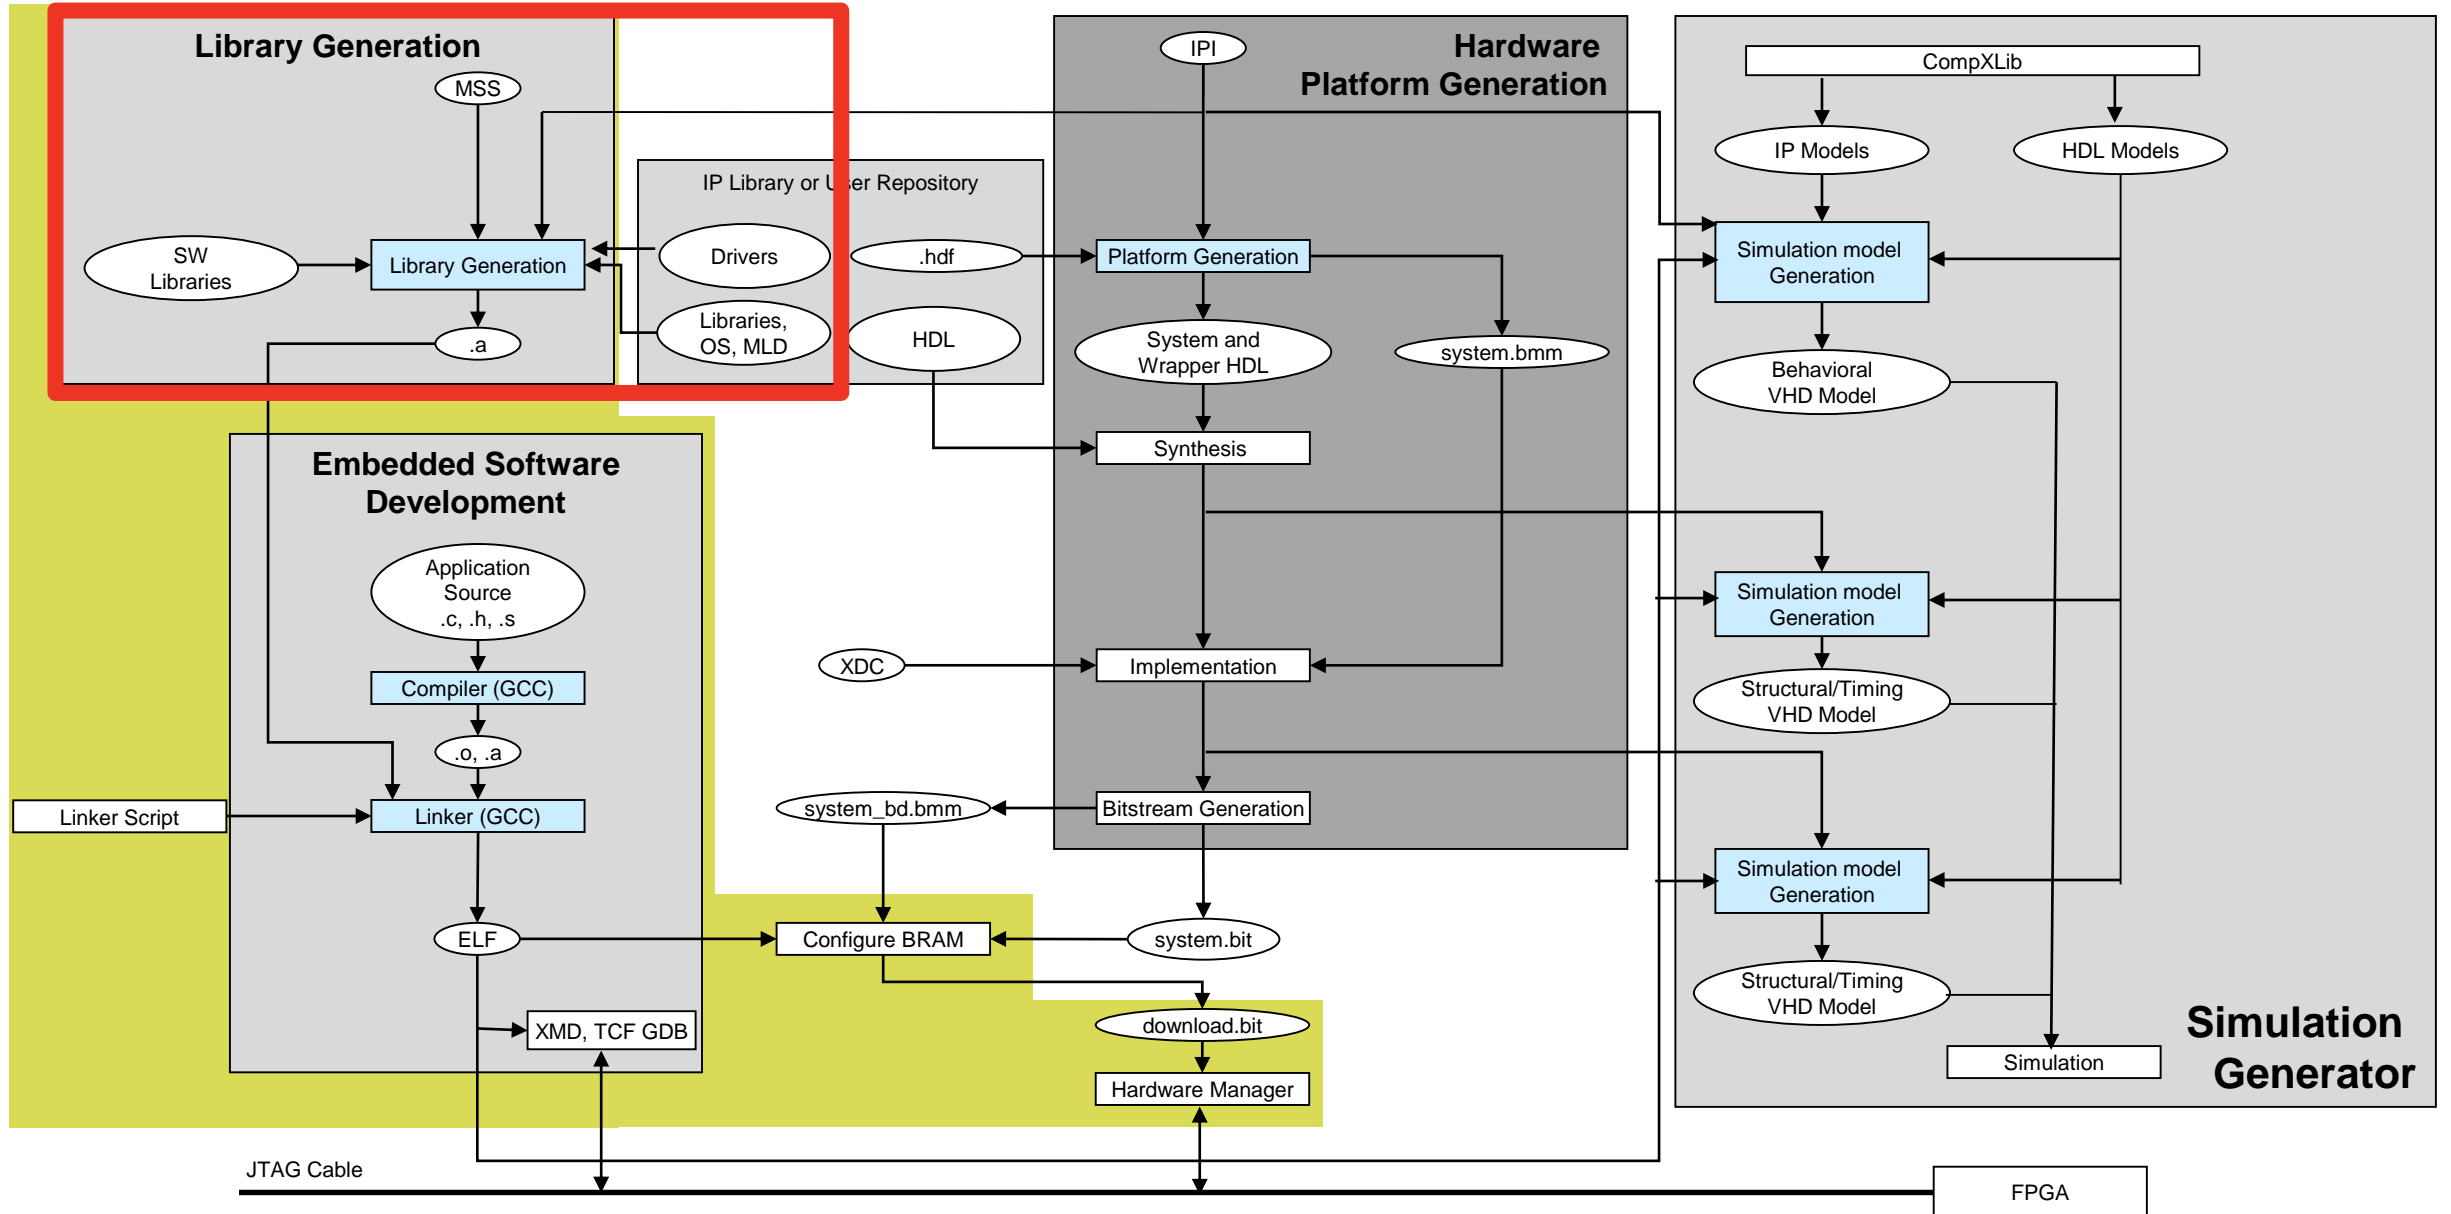 Library Generation
MSS
SW
Libraries
Library Generation
.a
IP Library or User Repository
Drivers
Libraries,
OS, MLD
.hdf
HDL
Hardware
Platform Generation
IPI
Platform Generation
System and
Wrapper HDL
system.bmm
Synthesis
XDC
Implementation
Bitstream Generation
system_bd.bmm
system.bit
Configure BRAM
download.bit
Hardware Manager
Embedded Software
Development
Application
Source
.c, .h, .s
Compiler (GCC)
.o, .a
Linker Script
Linker (GCC)
ELF
XMD, TCF GDB
CompXLib
IP Models
HDL Models
Simulation model
Generation
Behavioral
VHD Model
Simulation model
Generation
Structural/Timing
VHD Model
Simulation model
Generation
Structural/Timing
VHD Model
Simulation
Simulation
Generator
JTAG Cable
FPGA